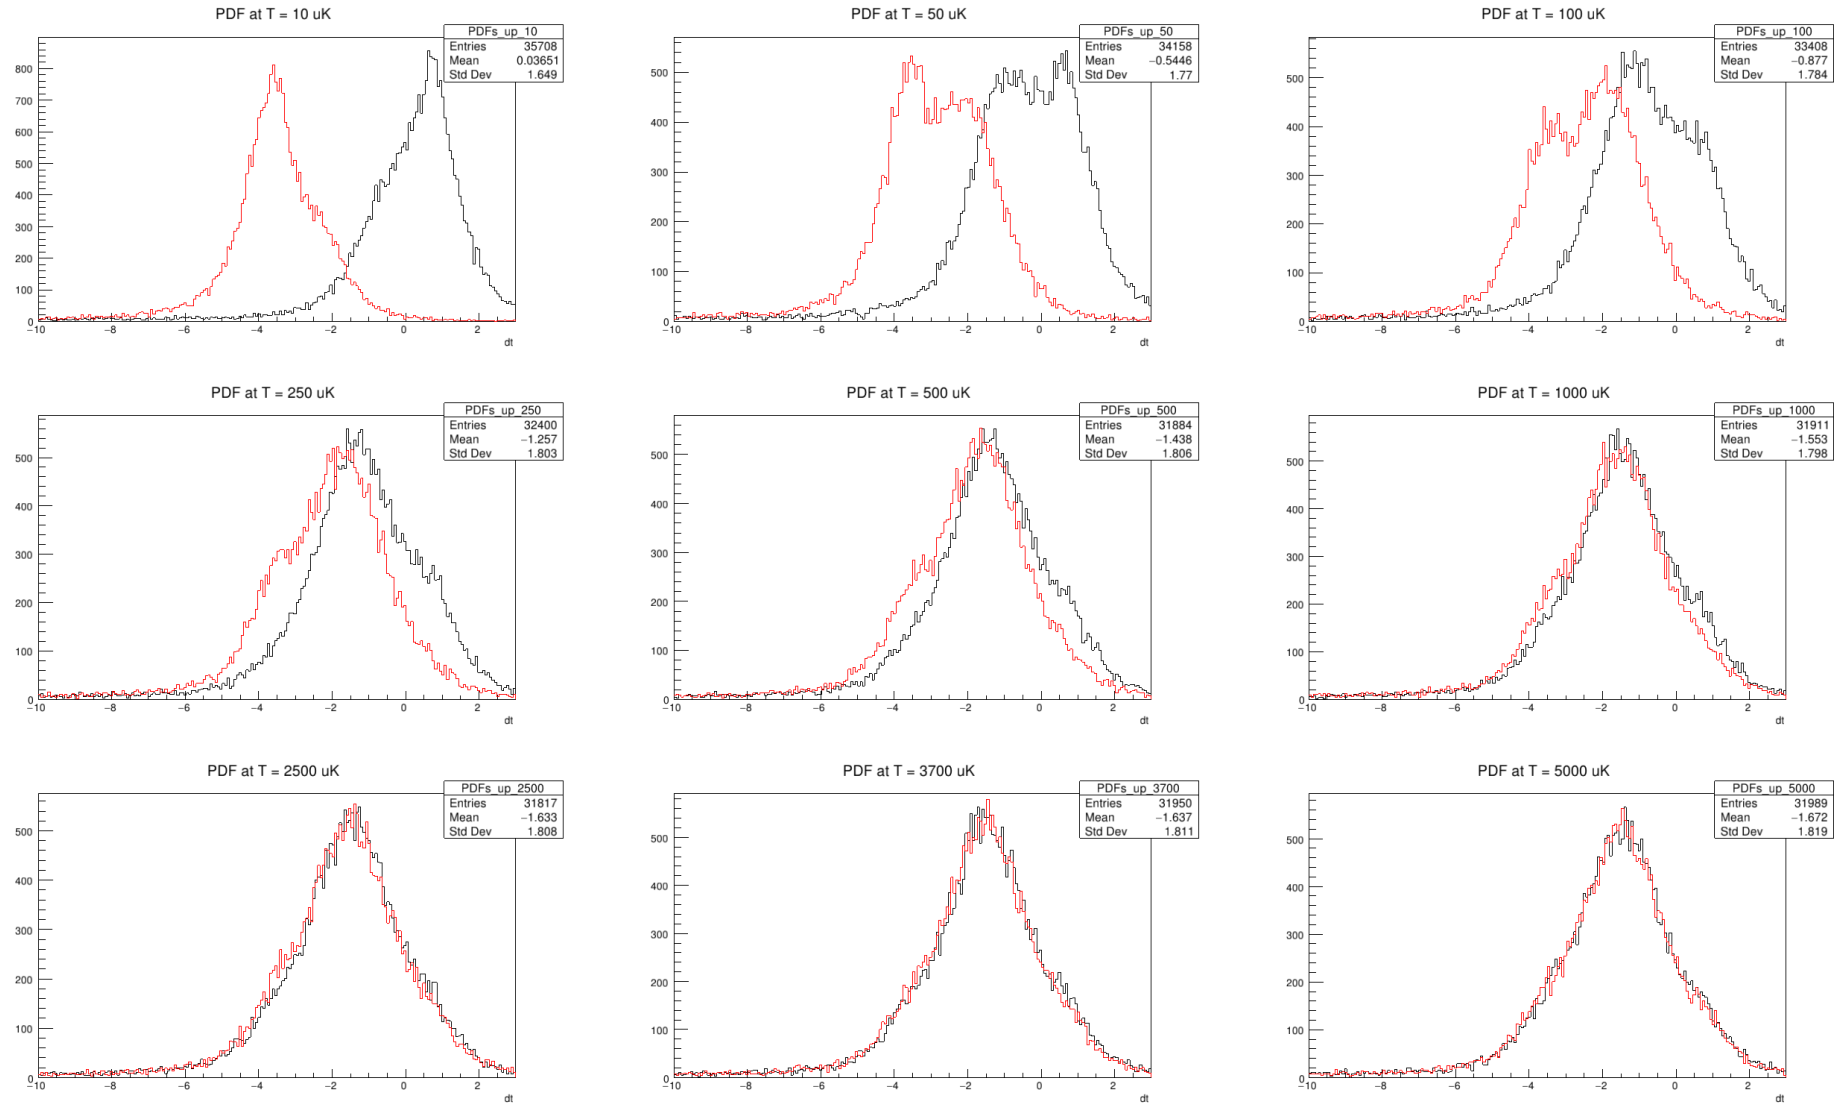 PDF at T = 10 uK
PDFs_up_10
Entries 35708
Mean 0.03651
Std Dev 1.649
800
700
600
500
400
300
200
100
0
−10 −8 −6 −4 −2 0 2
dt
PDF at T = 50 uK
PDFs_up_50
Entries 34158
Mean −0.5446
Std Dev 1.77
500
400
300
200
100
0
−10 −8 −6 −4 −2 0 2
dt
PDF at T = 100 uK
PDFs_up_100
Entries 33408
Mean −0.877
Std Dev 1.784
500
400
300
200
100
0
−10 −8 −6 −4 −2 0 2
dt
PDF at T = 250 uK
PDFs_up_250
Entries 32400
Mean −1.257
Std Dev 1.803
500
400
300
200
100
0
−10 −8 −6 −4 −2 0 2
dt
PDF at T = 500 uK
PDFs_up_500
Entries 31884
Mean −1.438
Std Dev 1.806
500
400
300
200
100
0
−10 −8 −6 −4 −2 0 2
dt
PDF at T = 1000 uK
PDFs_up_1000
Entries 31911
Mean −1.553
Std Dev 1.798
500
400
300
200
100
0
−10 −8 −6 −4 −2 0 2
dt
PDF at T = 2500 uK
PDFs_up_2500
Entries 31817
Mean −1.633
Std Dev 1.808
500
400
300
200
100
0
−10 −8 −6 −4 −2 0 2
dt
PDF at T = 3700 uK
PDFs_up_3700
Entries 31950
Mean −1.637
Std Dev 1.811
500
400
300
200
100
0
−10 −8 −6 −4 −2 0 2
dt
PDF at T = 5000 uK
PDFs_up_5000
Entries 31989
Mean −1.672
Std Dev 1.819
500
400
300
200
100
0
−10 −8 −6 −4 −2 0 2
dt